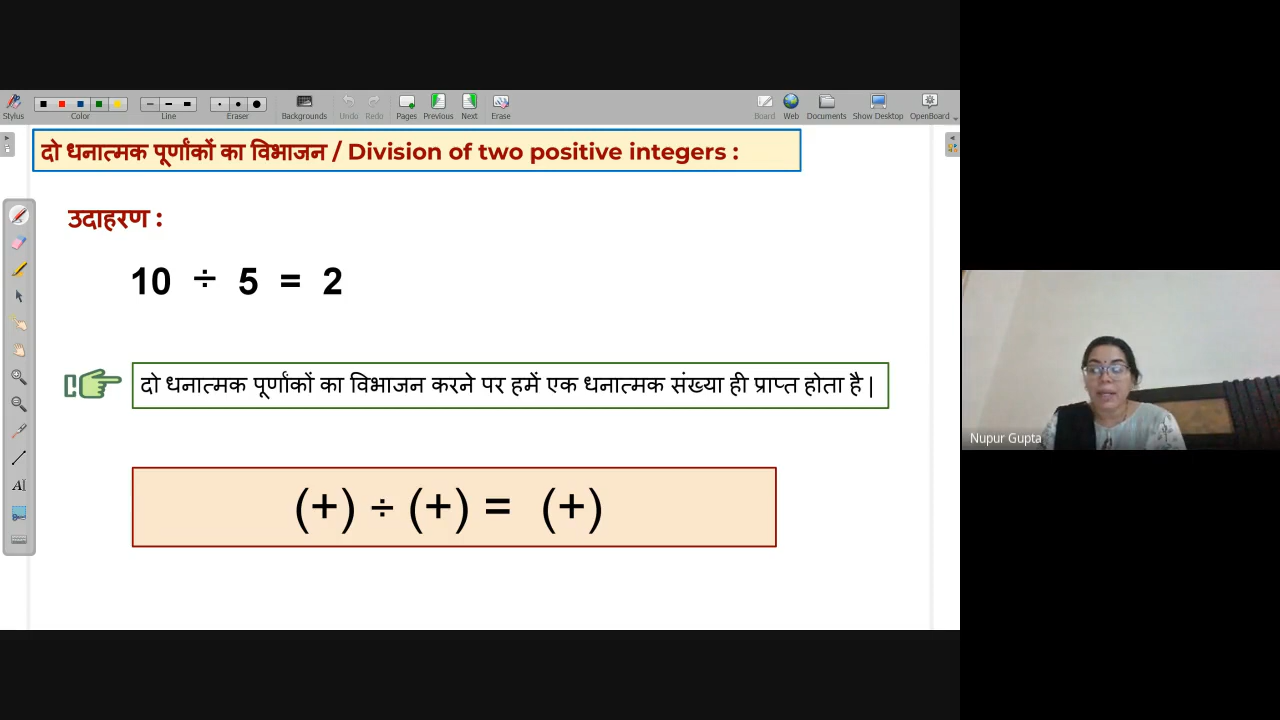 Stylus
Color
Line
Eraser
Backgrounds
Undo
Redo
Pages
Previous
Next
Erase
Board
Web
Documents
Show Desktop
OpenBoard
दो धनात्मक पूर्णांकों का विभाजन / Division of two positive integers :
उदाहरण :
10 ÷ 5 = 2
दो धनात्मक पूर्णांकों का विभाजन करने पर हमें एक धनात्मक संख्या ही प्राप्त होता है |
(+) ÷ (+) = (+)
AI
Nupur Gupta